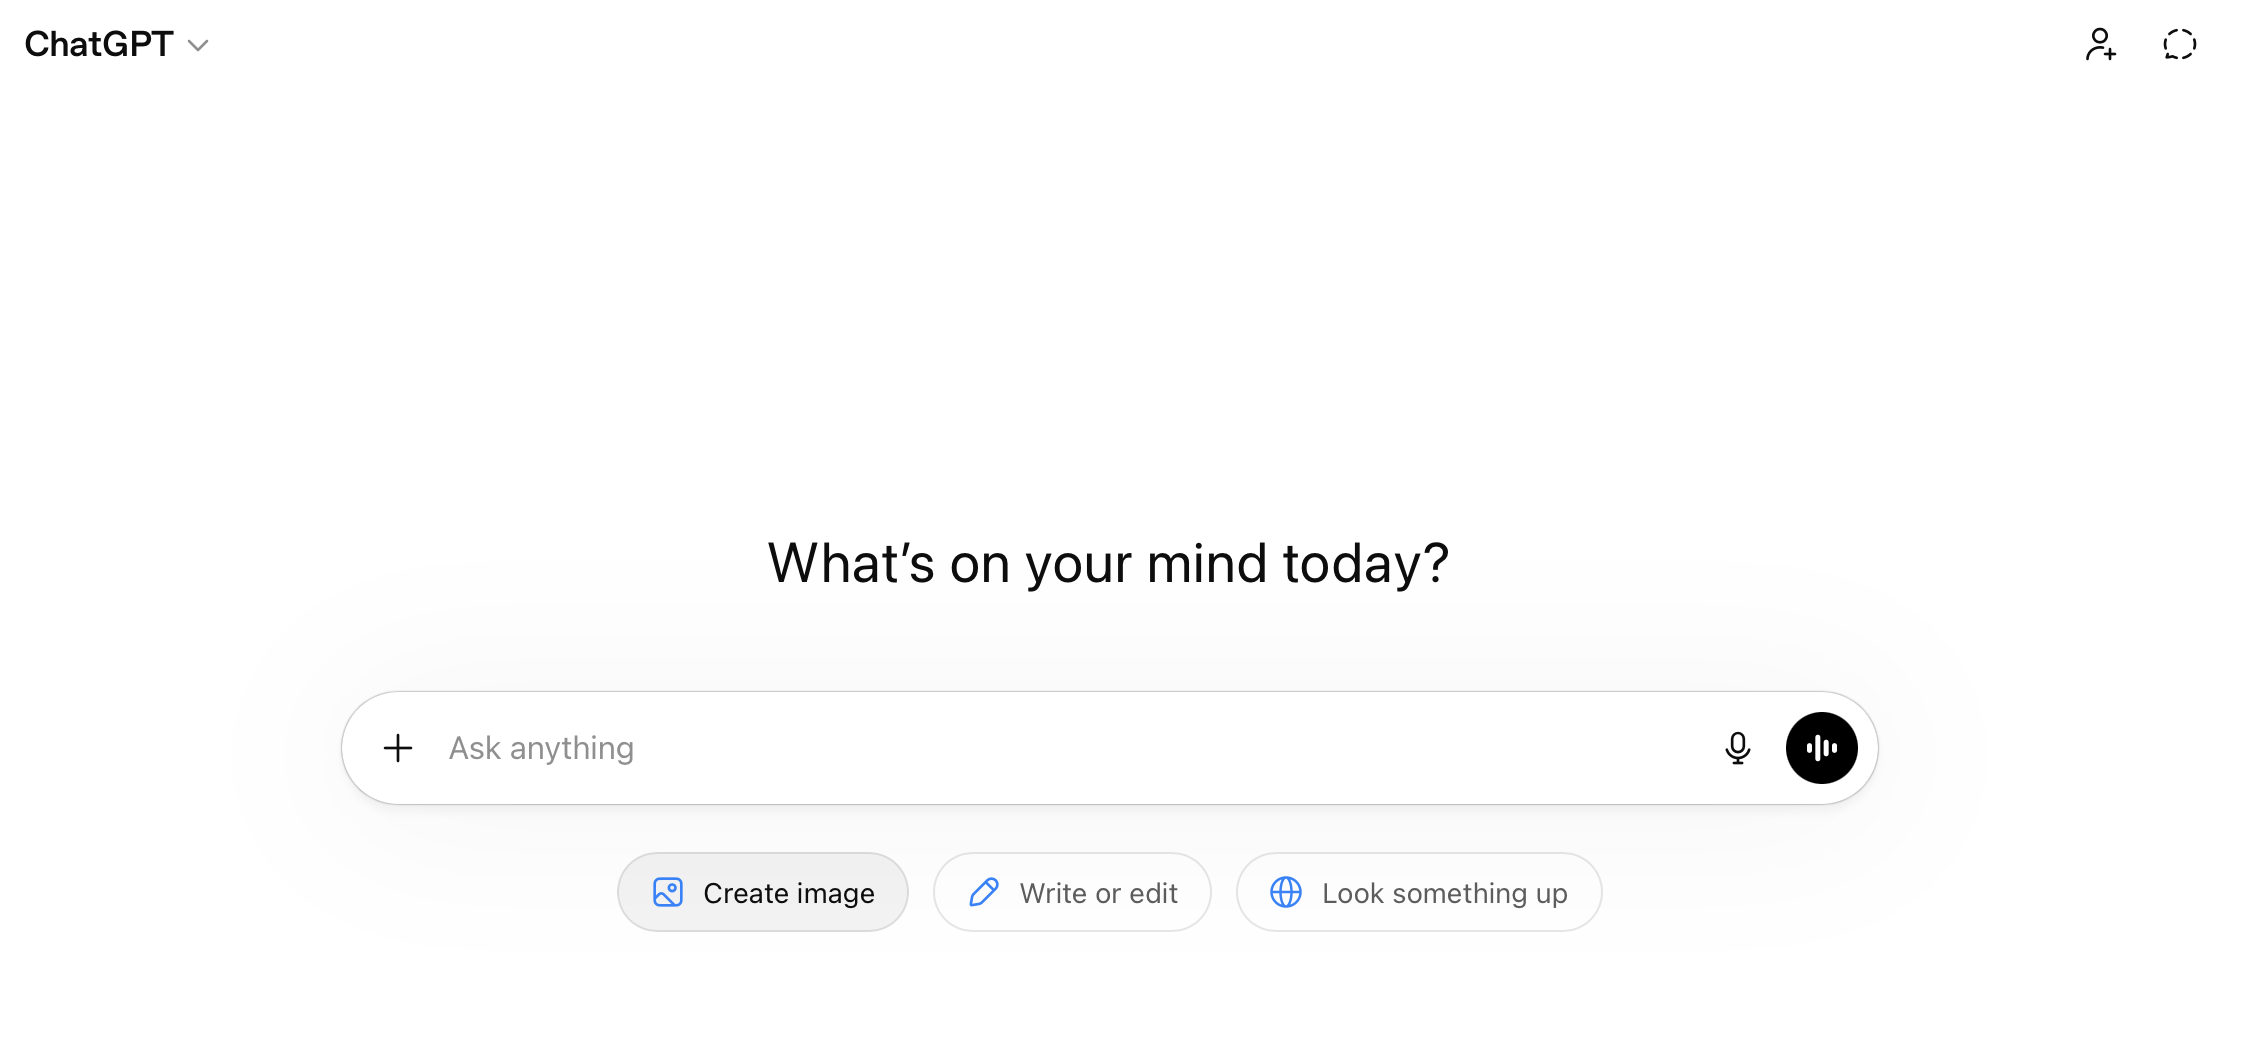 ChatGPT
What’s on your mind today?
Ask anything
Create image
Write or edit
Look something up